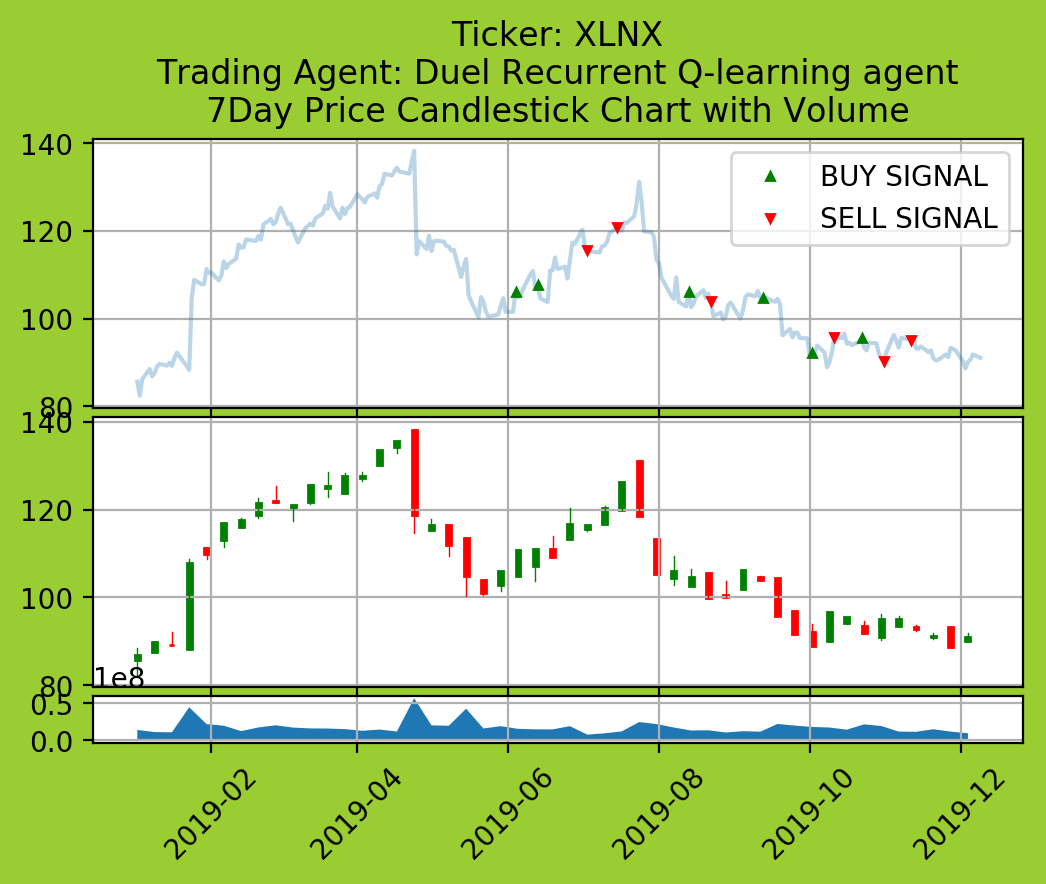 Ticker: XLNX
Trading Agent: Duel Recurrent Q-learning agent
7Day Price Candlestick Chart with Volume
140
120
100
80
BUY SIGNAL
SELL SIGNAL
140
120
100
80
1e8
0.5
0.0
2019-02
2019-04
2019-06
2019-08
2019-10
2019-12